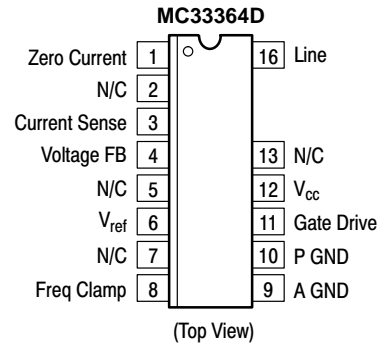 MC33364D
Zero Current 1 16 Line
N/C 2
Current Sense 3
Voltage FB 4 13 N/C
N/C 5 12 Vcc
Vref 6 11 Gate Drive
N/C 7 10 P GND
Freq Clamp 8 9 A GND
(Top View)